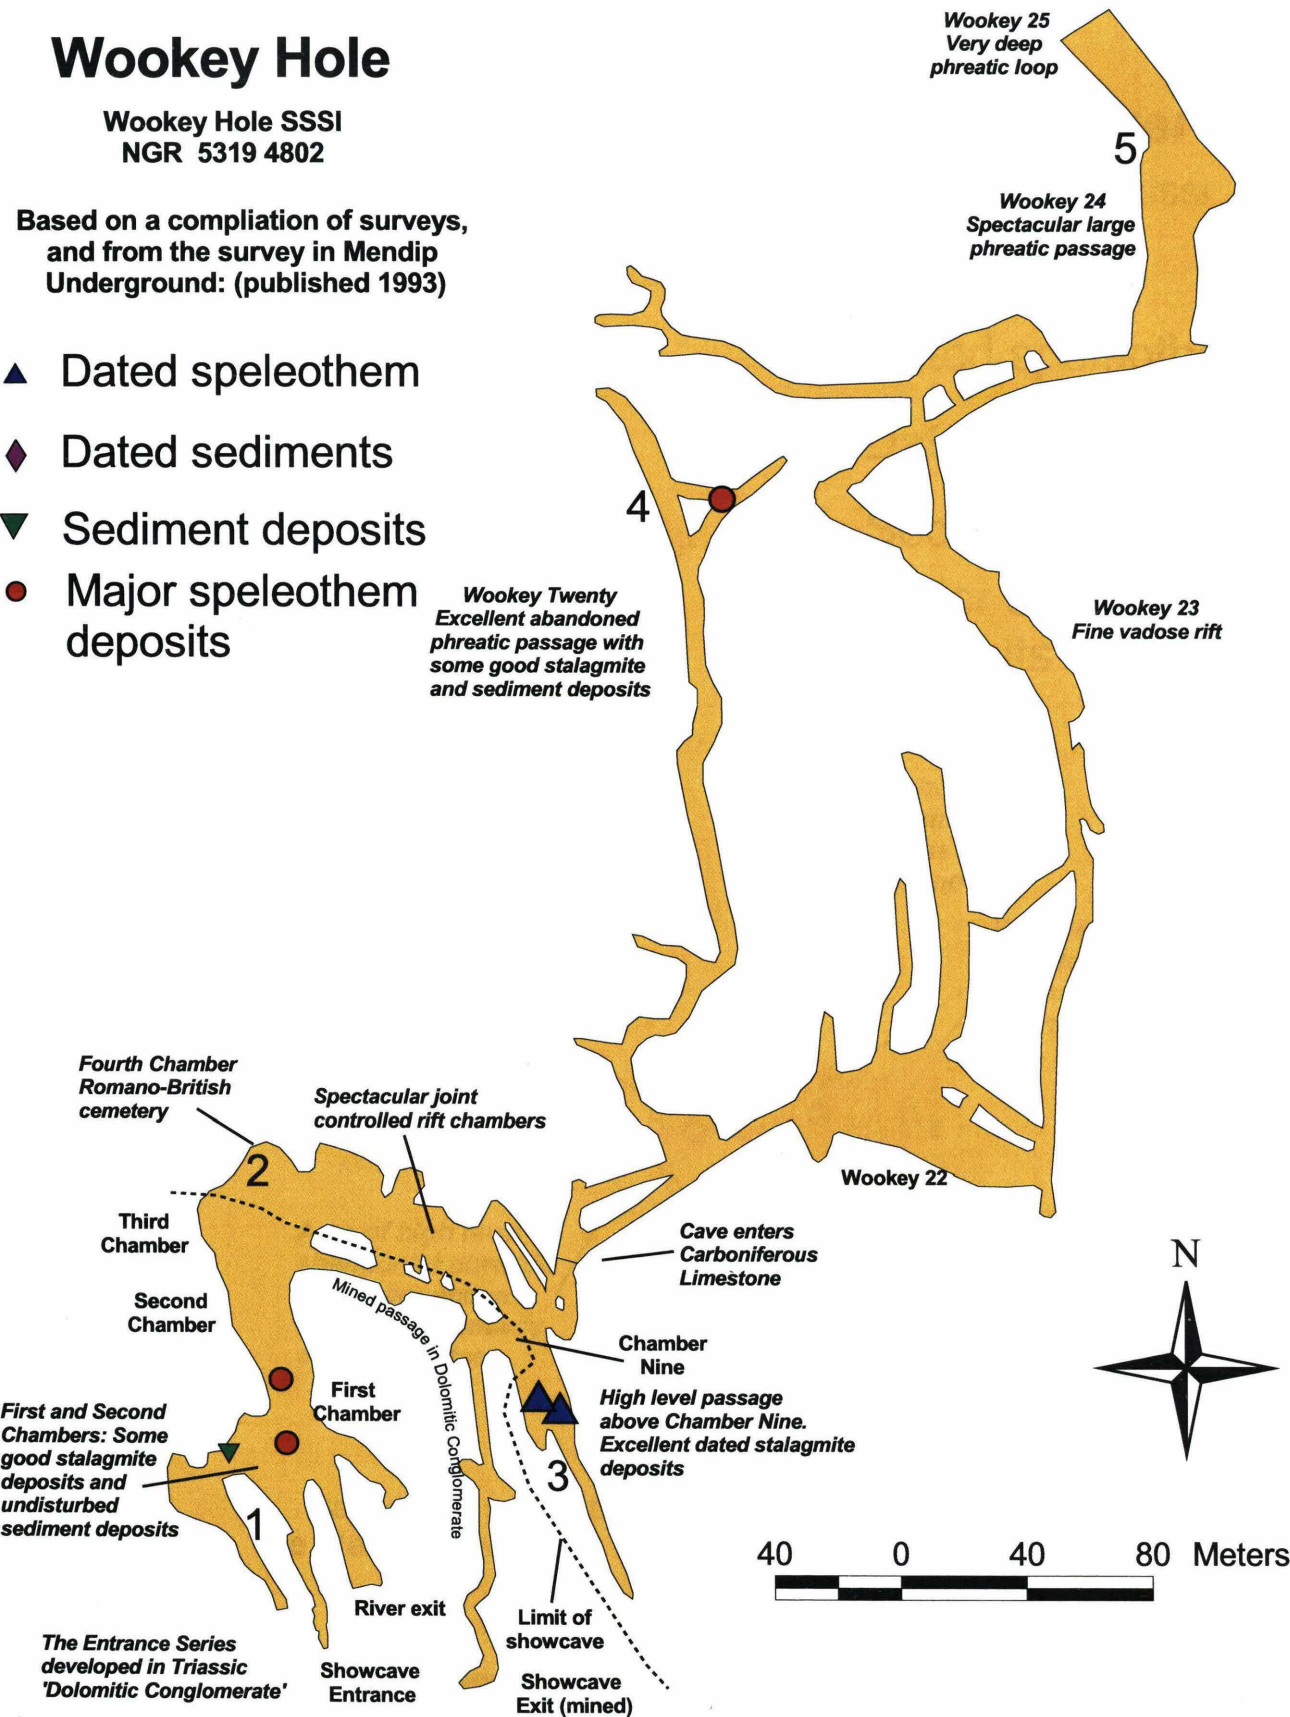 Wookey Hole
Wookey Hole SSSI
NGR 5319 4802
Based on a compliation of surveys,
and from the survey in Mendip
Underground: (published 1993)
Dated speleothem
Dated sediments
Sediment deposits
Major speleothem
deposits
Wookey 25
Very deep
phreatic loop
5
Wookey 24
Spectacular large
phreatic passage
4
Wookey Twenty
Excellent abandoned
phreatic passage with
some good stalagmite
and sediment deposits
Wookey 23
Fine vadose rift
Fourth Chamber
Romano-British
cemetery
Spectacular joint
controlled rift chambers
2
Wookey 22
Third
Chamber
Cave enters
Carboniferous
Limestone
N
Second
Chamber
Mined passage in Dolomitic Conglomerate
Chamber
Nine
First
Chamber
High level passage
above Chamber Nine.
Excellent dated stalagmite
deposits
First and Second
Chambers: Some
good stalagmite
deposits and
undisturbed
sediment deposits
3
1
40 0 40 80 Meters
River exit
Limit of
showcave
The Entrance Series
developed in Triassic
'Dolomitic Conglomerate'
Showcave
Entrance
Showcave
Exit (mined)